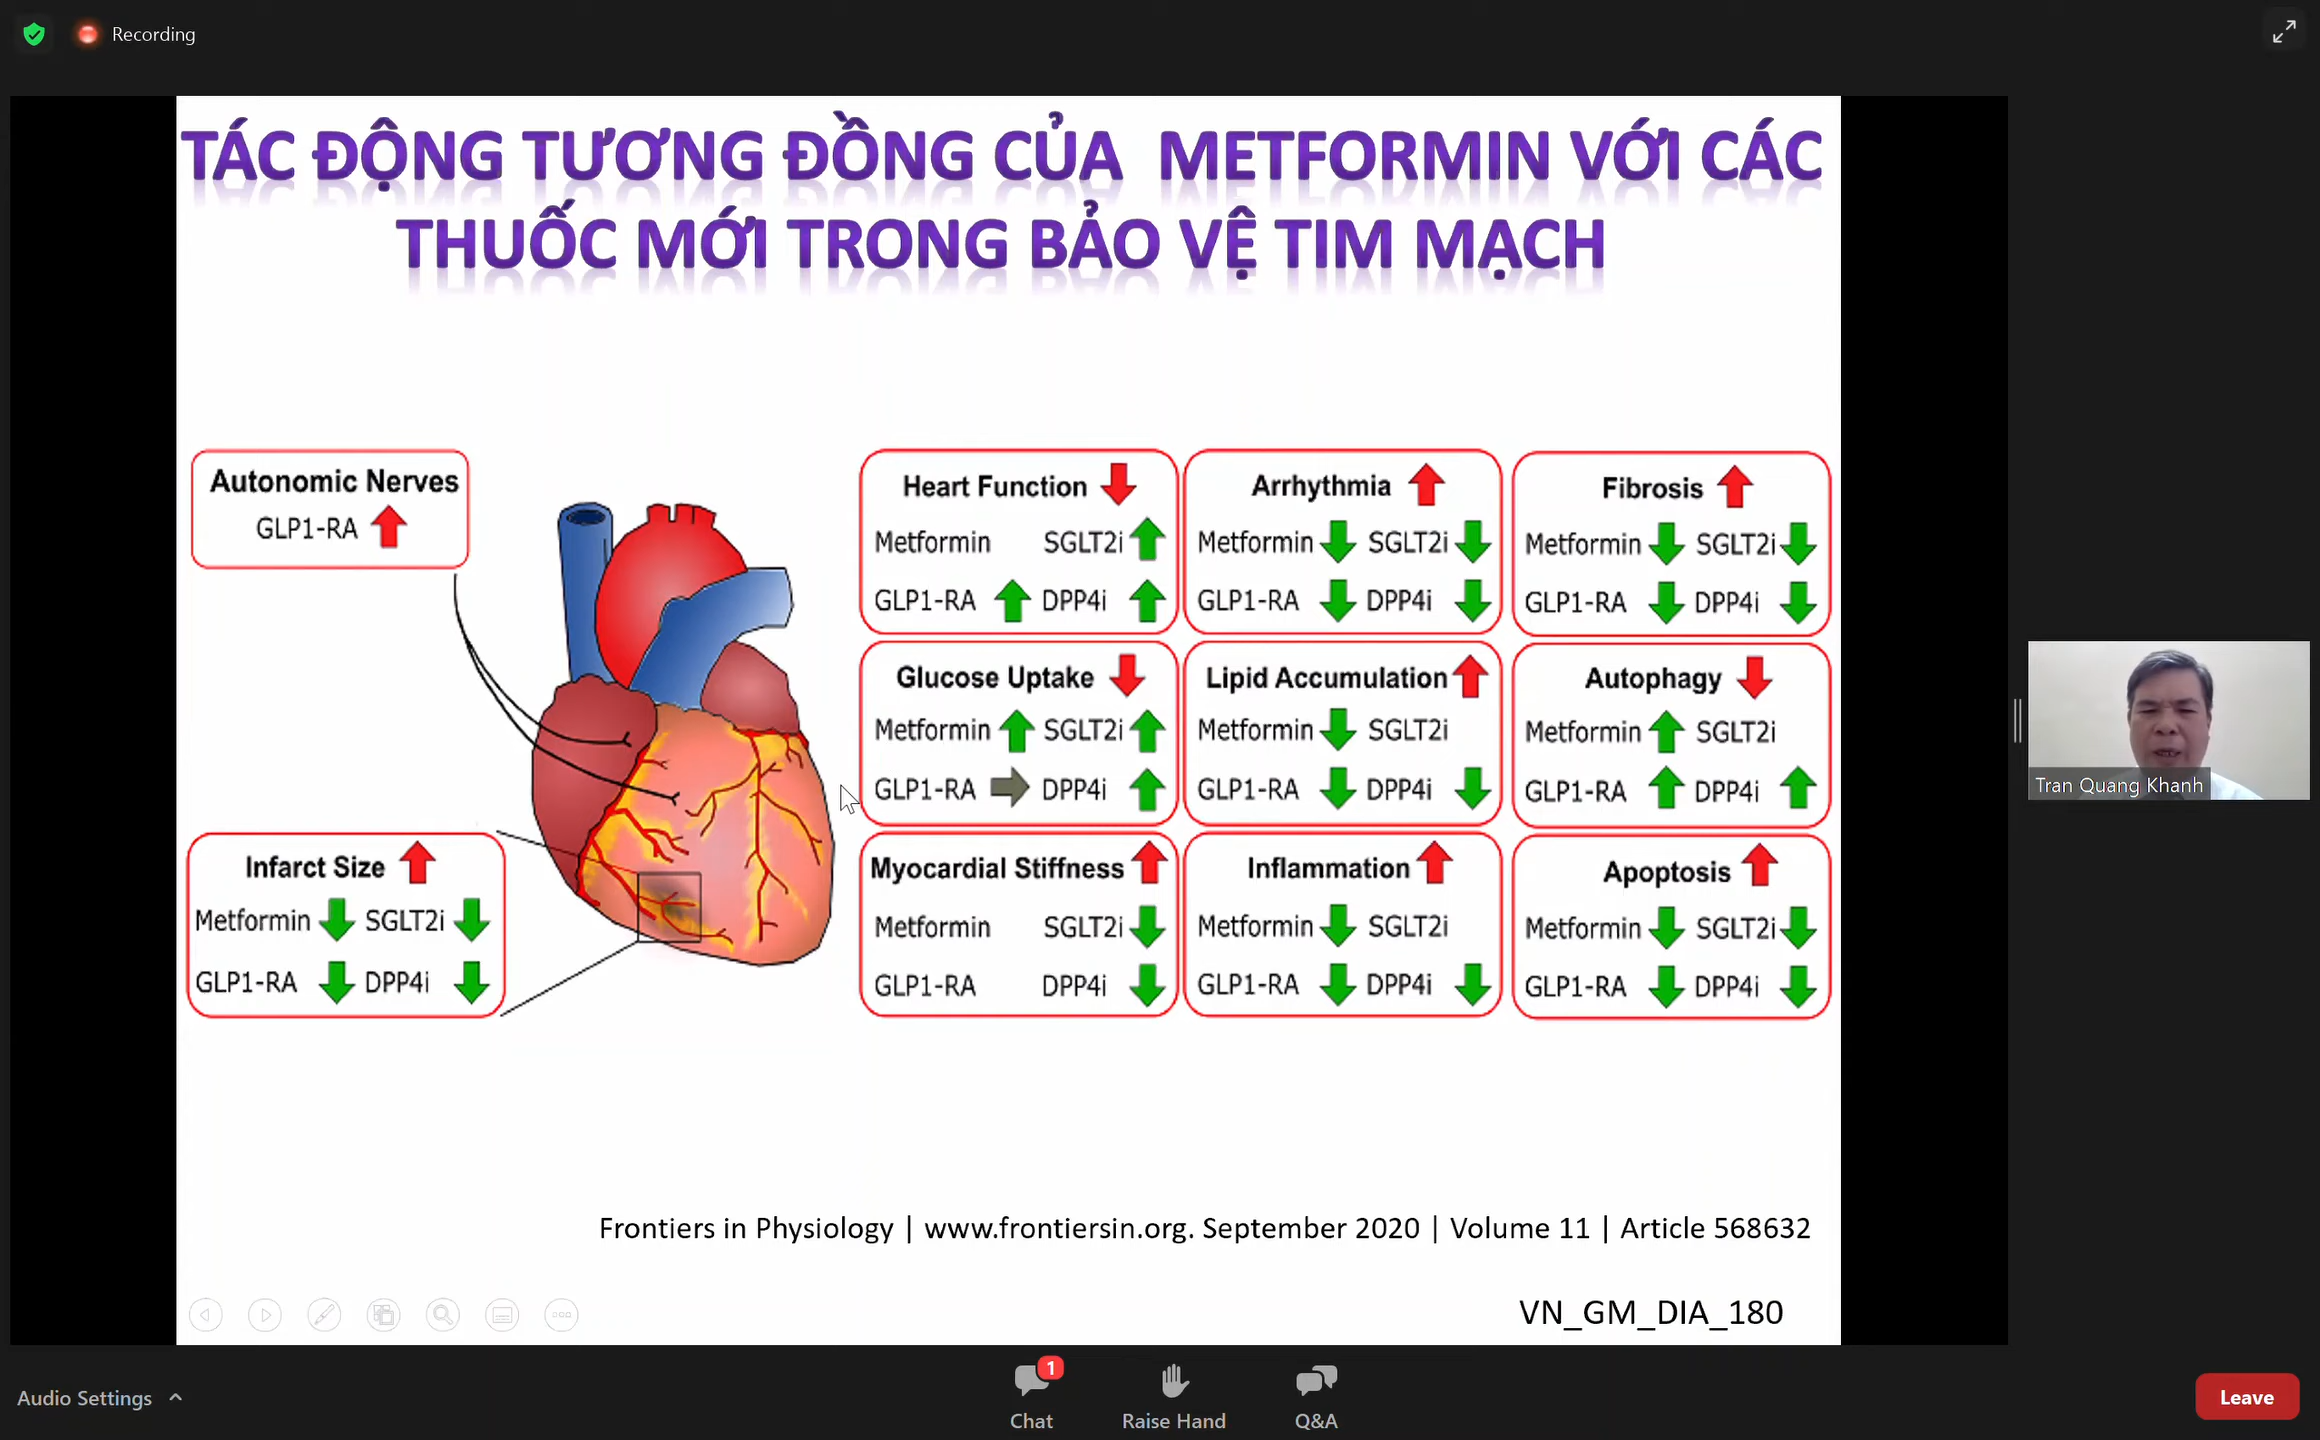 Recording
TÁC ĐỘNG TƯƠNG ĐỒNG CỦA METFORMIN VỚI CÁC
THUỐC MỚI TRONG BẢO VỆ TIM MẠCH
Autonomic Nerves
GLP1-RA
Infarct Size
Metformin SGLT2i
GLP1-RA DPP4i
Heart Function
Metformin SGLT2i
GLP1-RA DPP4i
Arrhythmia
Metformin SGLT2i
GLP1-RA DPP4i
Fibrosis
Metformin SGLT2i
GLP1-RA DPP4i
Glucose Uptake
Metformin SGLT2i
GLP1-RA DPP4i
Lipid Accumulation
Metformin SGLT2i
GLP1-RA DPP4i
Autophagy
Metformin SGLT2i
GLP1-RA DPP4i
Myocardial Stiffness
Metformin SGLT2i
GLP1-RA DPP4i
Inflammation
Metformin SGLT2i
GLP1-RA DPP4i
Apoptosis
Metformin SGLT2i
GLP1-RA DPP4i
Tran Quang Khanh
Frontiers in Physiology | www.frontiersin.org. September 2020 | Volume 11 | Article 568632
VN_GM_DIA_180
Audio Settings
1
Chat
Raise Hand
Q&A
Leave